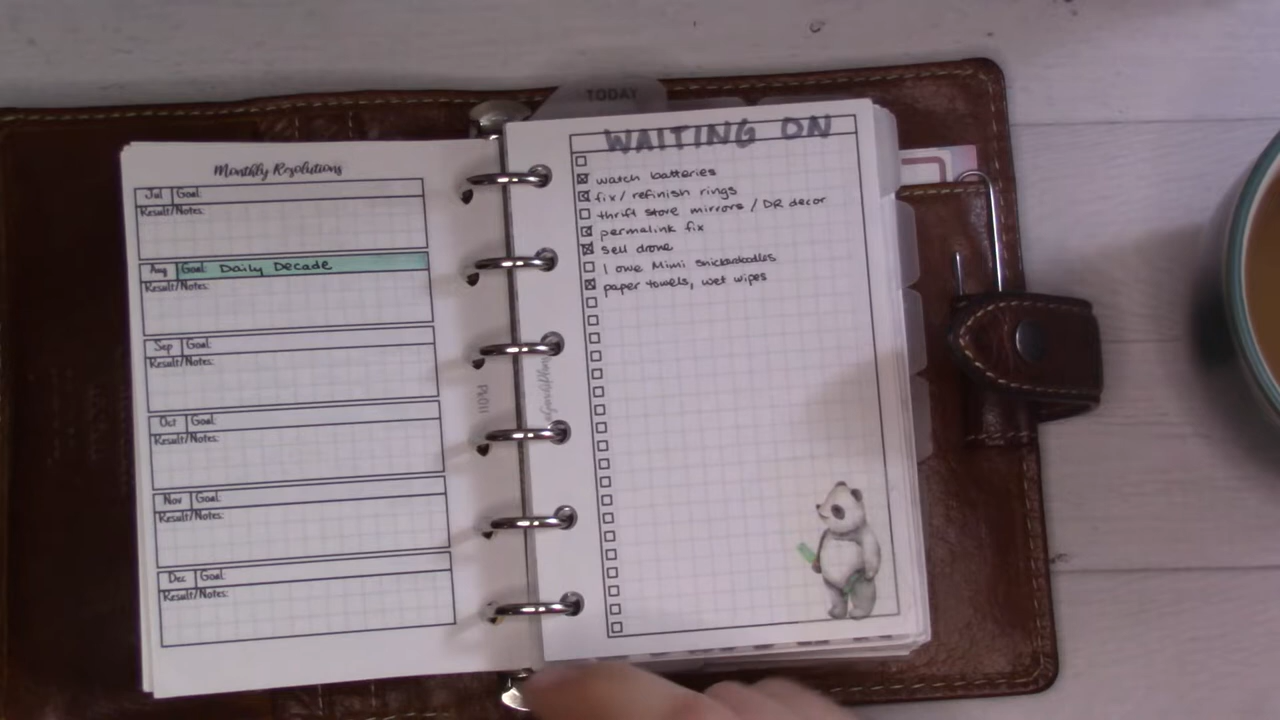 TODAY
Monthly Resolutions
Jul Goal:
Result/Notes:
Aug Goal: Daily Decade
Result/Notes:
Sep Goal:
Result/Notes:
Oct Goal:
Result/Notes:
Nov Goal:
Result/Notes:
Dec Goal:
Result/Notes:
WAITING ON
watch batteries
fix/refinish rings
thrift store mirrors / DR decor
permalink fix
sell drone
I owe Mimi snickerdoodles
paper towels, wet wipes